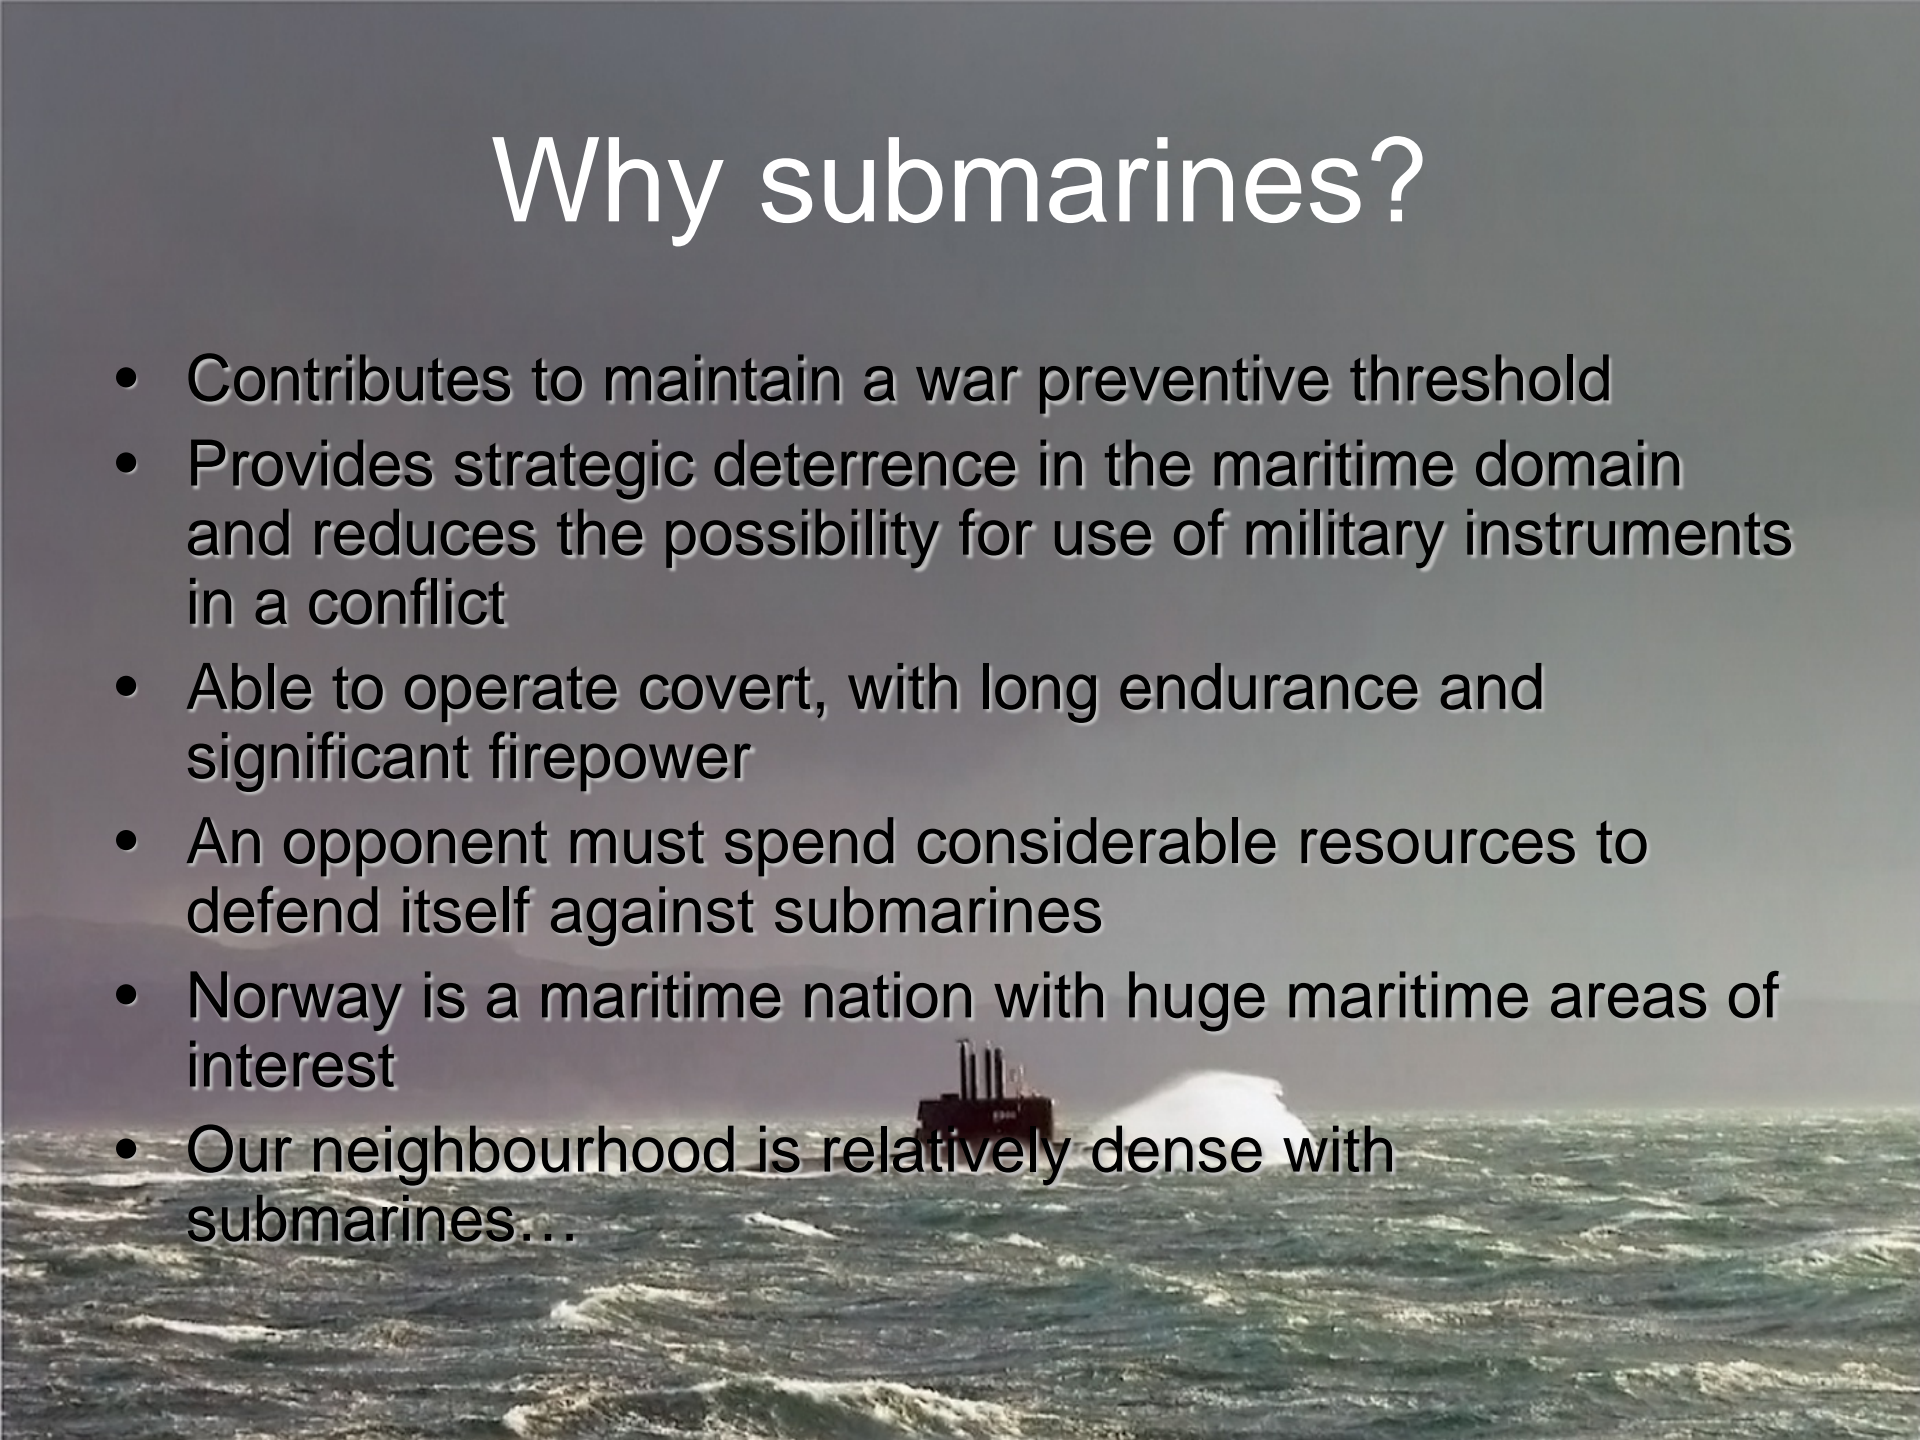 Why submarines?
• Contributes to maintain a war preventive threshold
• Provides strategic deterrence in the maritime domain
and reduces the possibility for use of military instruments
in a conflict
• Able to operate covert, with long endurance and
significant firepower
• An opponent must spend considerable resources to
defend itself against submarines
• Norway is a maritime nation with huge maritime areas of
interest
• Our neighbourhood is relatively dense with
submarines…